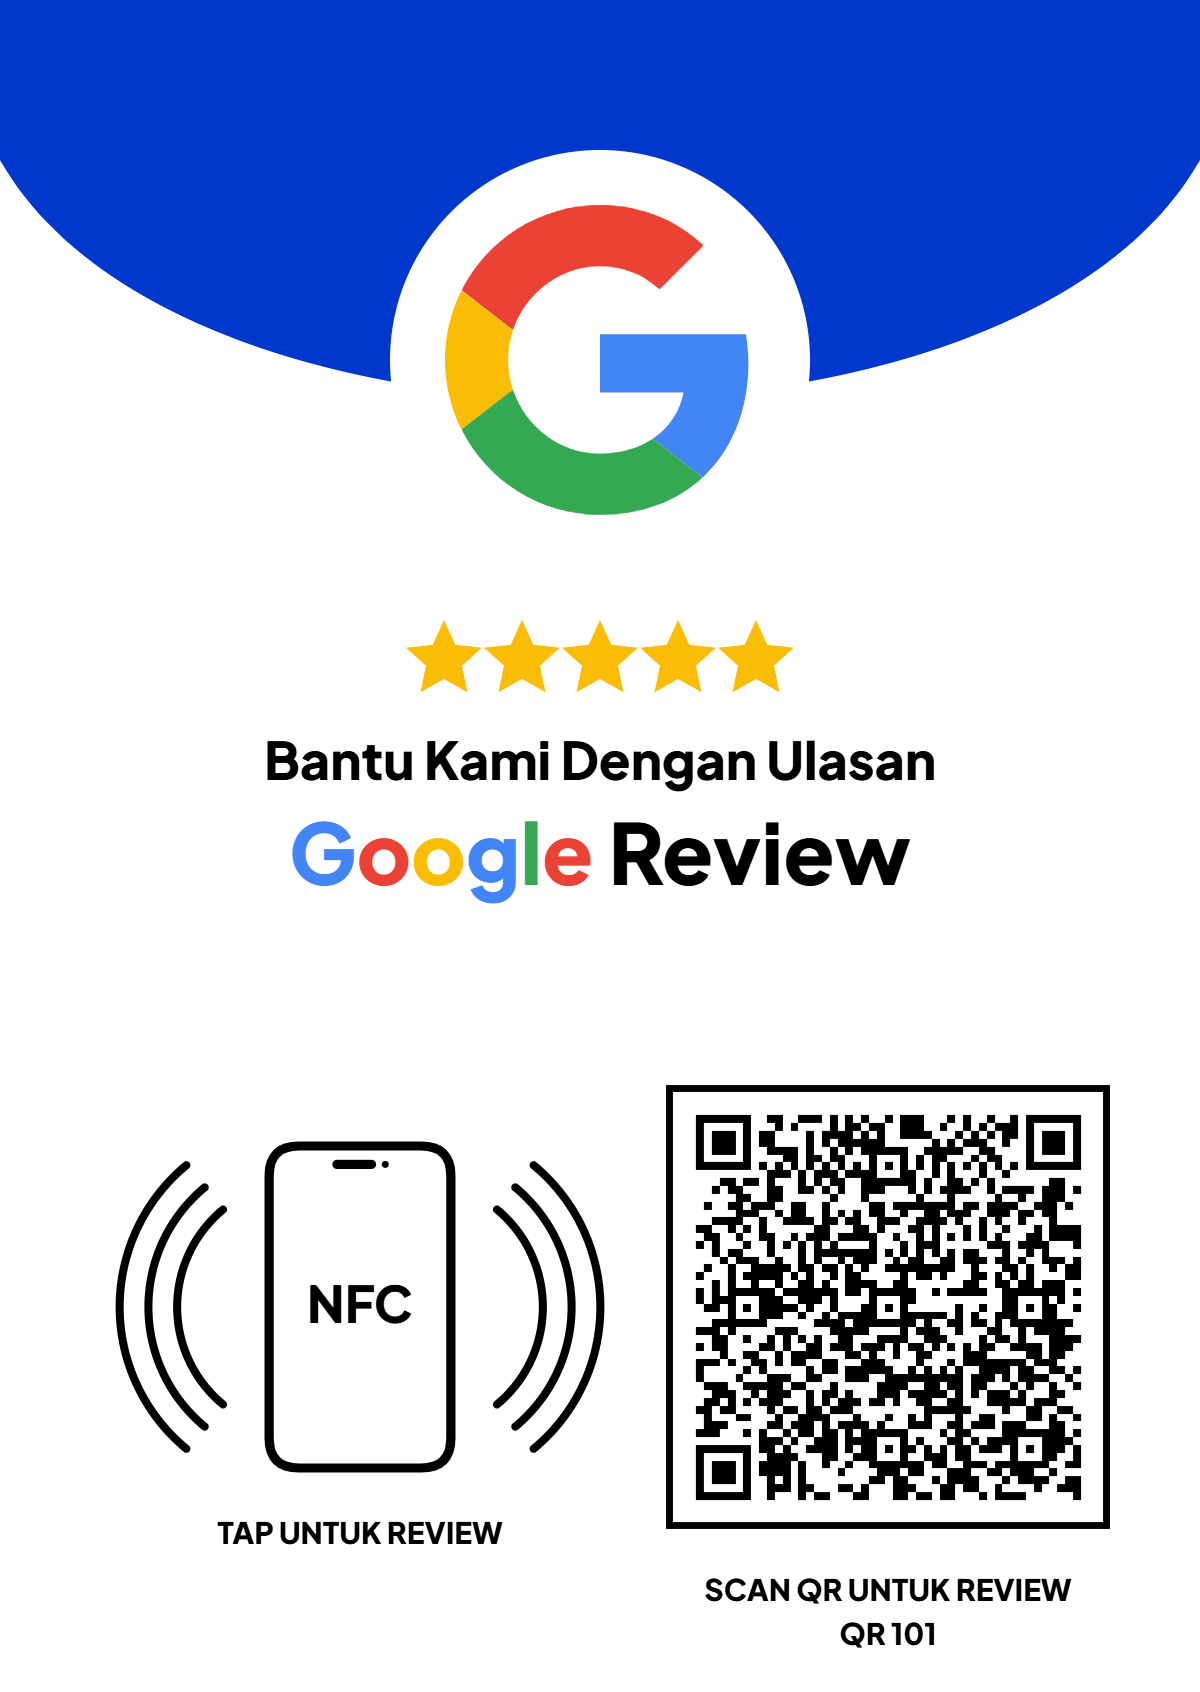 Bantu Kami Dengan Ulasan
Google Review
NFC
TAP UNTUK REVIEW
SCAN QR UNTUK REVIEW
QR 101